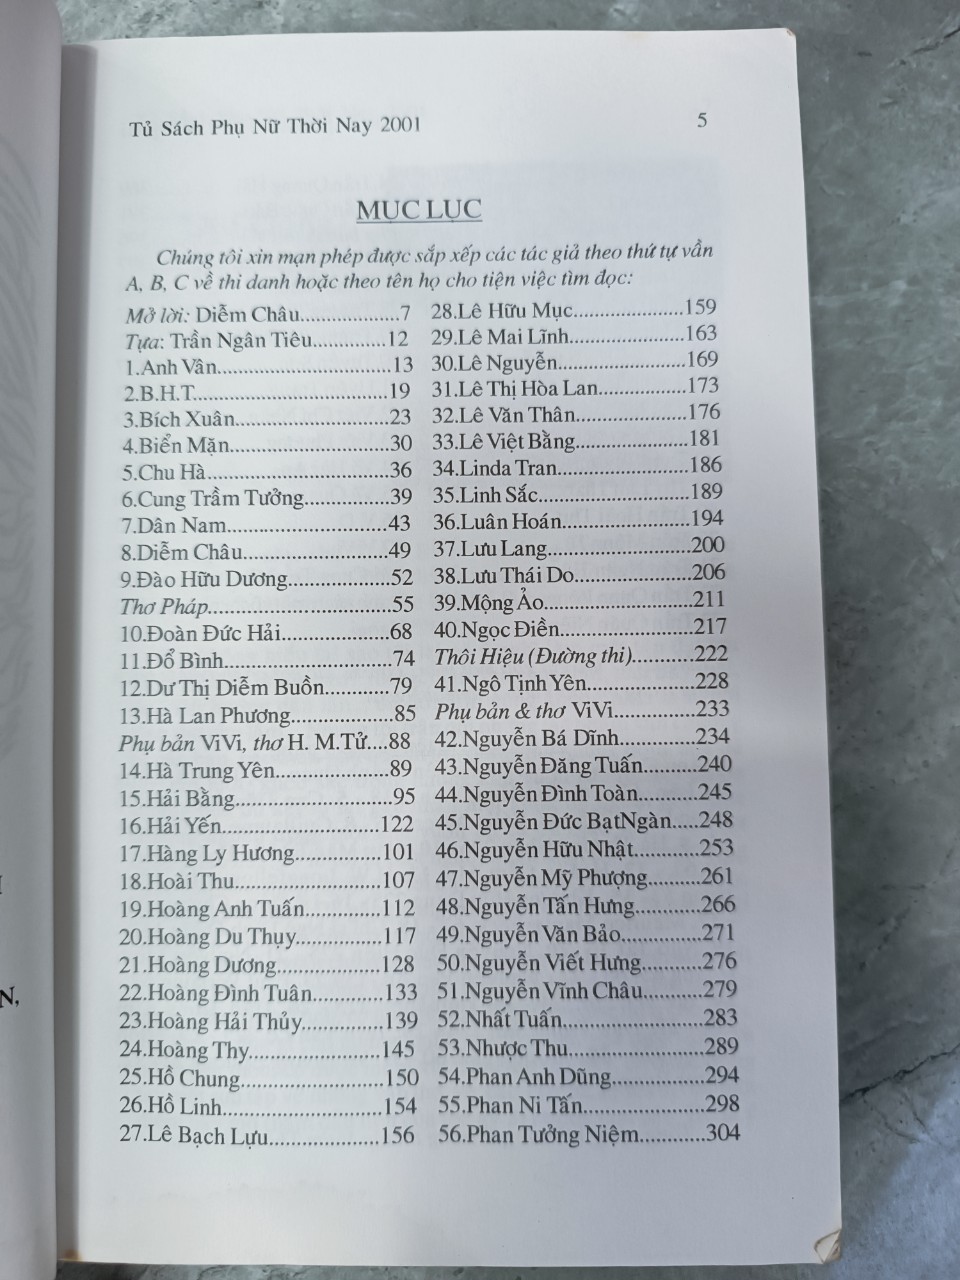 Tủ Sách Phụ Nữ Thời Nay 2001 5
MỤC LỤC
Chúng tôi xin mạn phép được sắp xếp các tác giả theo thứ tự vần
A, B, C về thi danh hoặc theo tên họ cho tiện việc tìm đọc:
Mở lời: Diễm Châu..................7
Tựa: Trần Ngân Tiêu.............12
1.Anh Vân...............................13
2.B.H.T...................................19
3.Bích Xuân............................23
4.Biển Mặn.............................30
5.Chu Hà................................36
6.Cung Trầm Tưởng...............39
7.Dân Nam.............................43
8.Diễm Châu..........................49
9.Đào Hữu Dương..................52
Thơ Pháp................................55
10.Đoàn Đức Hải....................68
11.Đổ Bình..............................74
12.Dư Thị Diễm Buồn............79
13.Hà Lan Phương..................85
Phụ bản ViVi, thơ H. M.Tử....88
14.Hà Trung Yên....................89
15.Hải Bằng............................95
16.Hải Yến............................122
17.Hàng Ly Hương...............101
18.Hoài Thu..........................107
19.Hoàng Anh Tuấn..............112
20.Hoàng Du Thụy................117
21.Hoàng Dương...................128
22.Hoàng Đình Tuân.............133
23.Hoàng Hải Thủy...............139
24.Hoàng Thy.......................145
25.Hồ Chung.........................150
26.Hồ Linh............................154
27.Lê Bạch Lựu....................156
28.Lê Hữu Mục.....................159
29.Lê Mai Lĩnh.....................163
30.Lê Nguyễn.......................169
31.Lê Thị Hòa Lan................173
32.Lê Văn Thân....................176
33.Lê Việt Bằng....................181
34.Linda Tran.......................186
35.Linh Sắc..........................189
36.Luân Hoán......................194
37.Lưu Lang........................200
38.Lưu Thái Do....................206
39.Mộng Ảo.........................211
40.Ngọc Điền.......................217
Thôi Hiệu (Đường thi)...........222
41.Ngô Tịnh Yên..................228
Phụ bản & thơ ViVi..............233
42.Nguyễn Bá Dĩnh..............234
43.Nguyễn Đăng Tuấn..........240
44.Nguyễn Đình Toàn...........245
45.Nguyễn Đức BạtNgàn.....248
46.Nguyễn Hữu Nhật............253
47.Nguyễn Mỹ Phượng.........261
48.Nguyễn Tấn Hưng............266
49.Nguyễn Văn Bảo..............271
50.Nguyễn Viết Hưng...........276
51.Nguyễn Vĩnh Châu..........279
52.Nhất Tuấn........................283
53.Nhược Thu......................289
54.Phan Anh Dũng...............294
55.Phan Ni Tấn....................298
56.Phan Tưởng Niệm...........304
N,